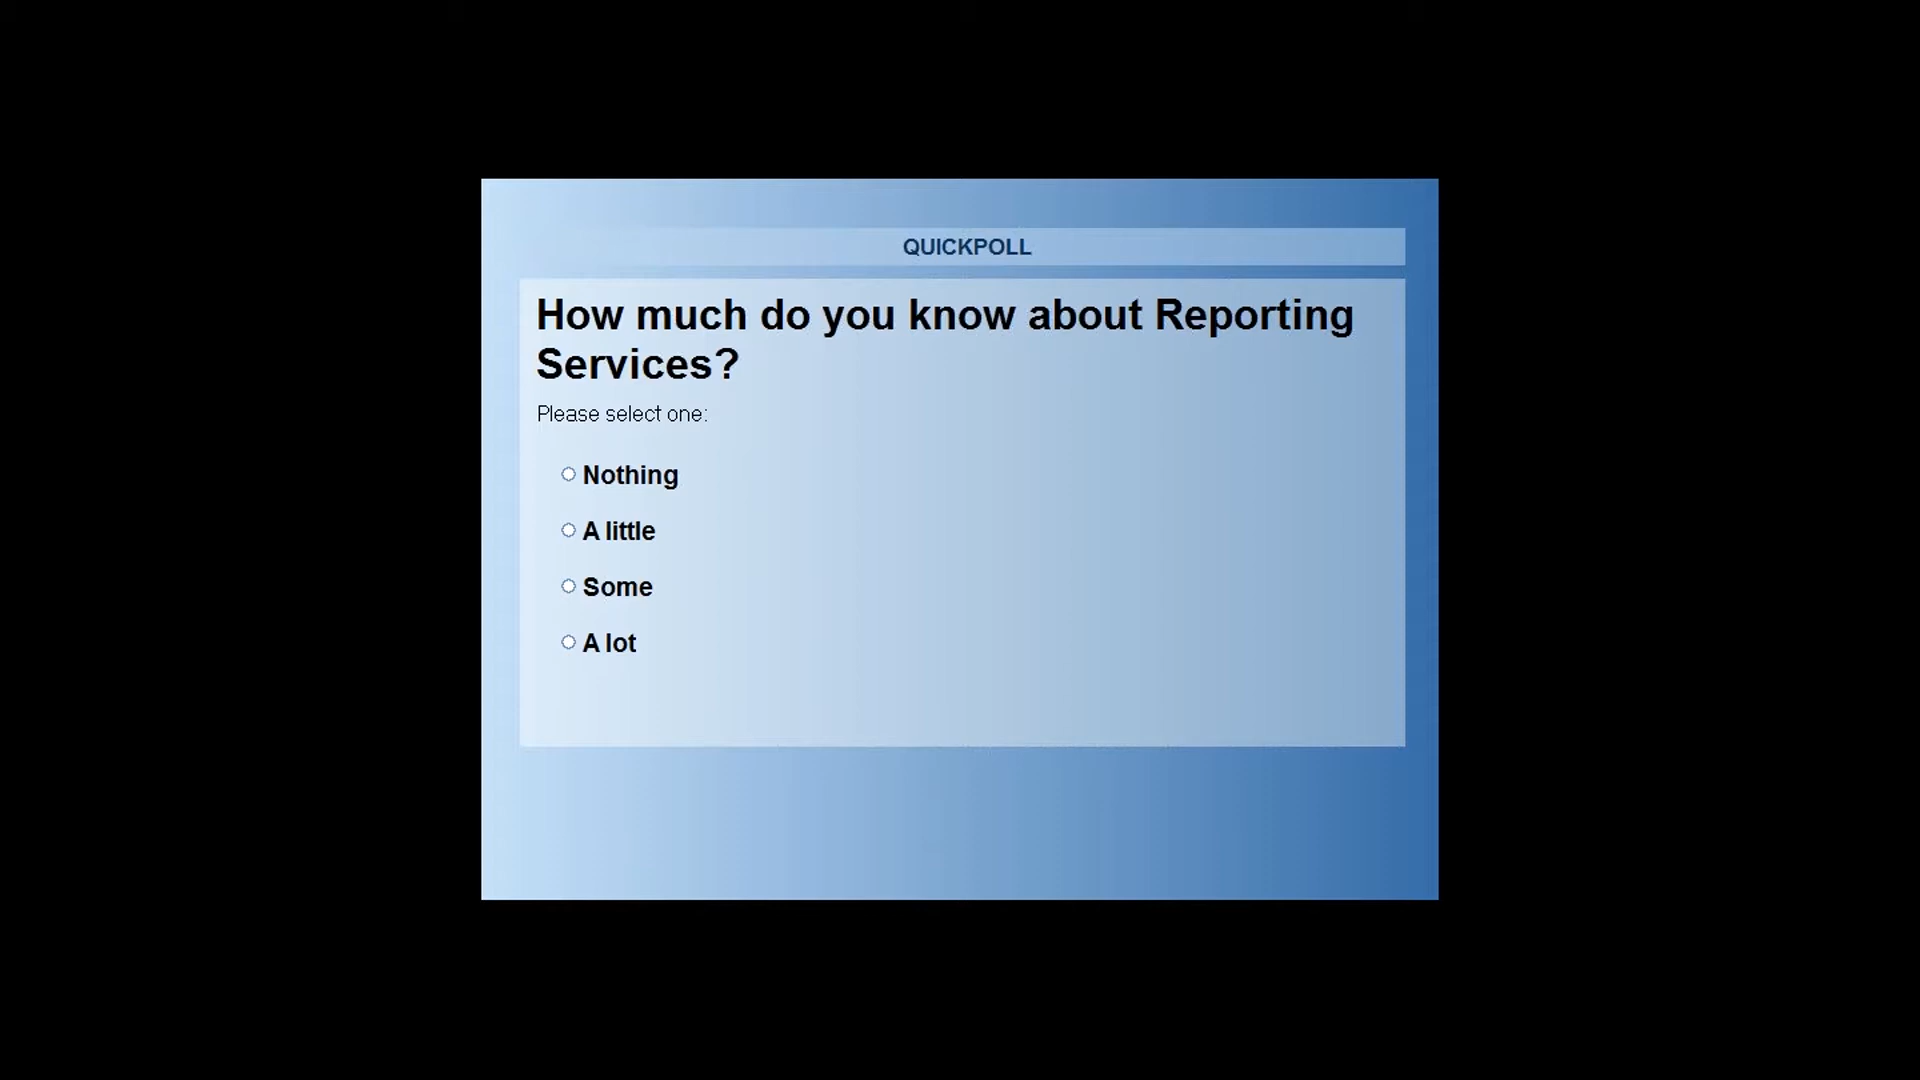 QUICKPOLL
How much do you know about Reporting
Services?
Please select one:
Nothing
A little
Some
A lot